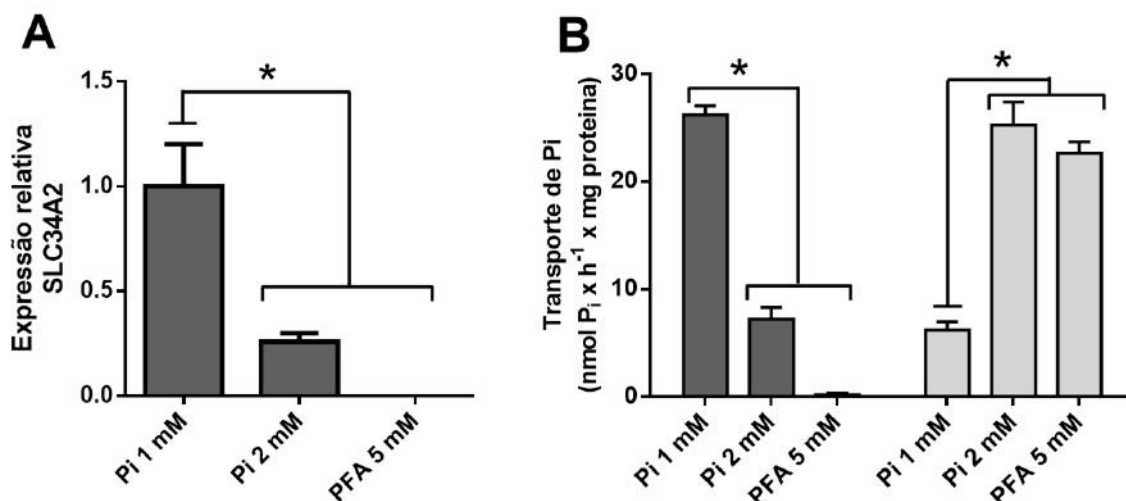 A
Expressão relativa
SLC34A2
1.5
1.0
0.5
0.0
*
Pi 1 mM
Pi 2 mM
PFA 5 mM
B
Transporte de Pi
(nmol Pᵢ x h⁻¹ x mg proteina)
30
20
10
0
*
*
Pi 1 mM
Pi 2 mM
PFA 5 mM
Pi 1 mM
Pi 2 mM
PFA 5 mM